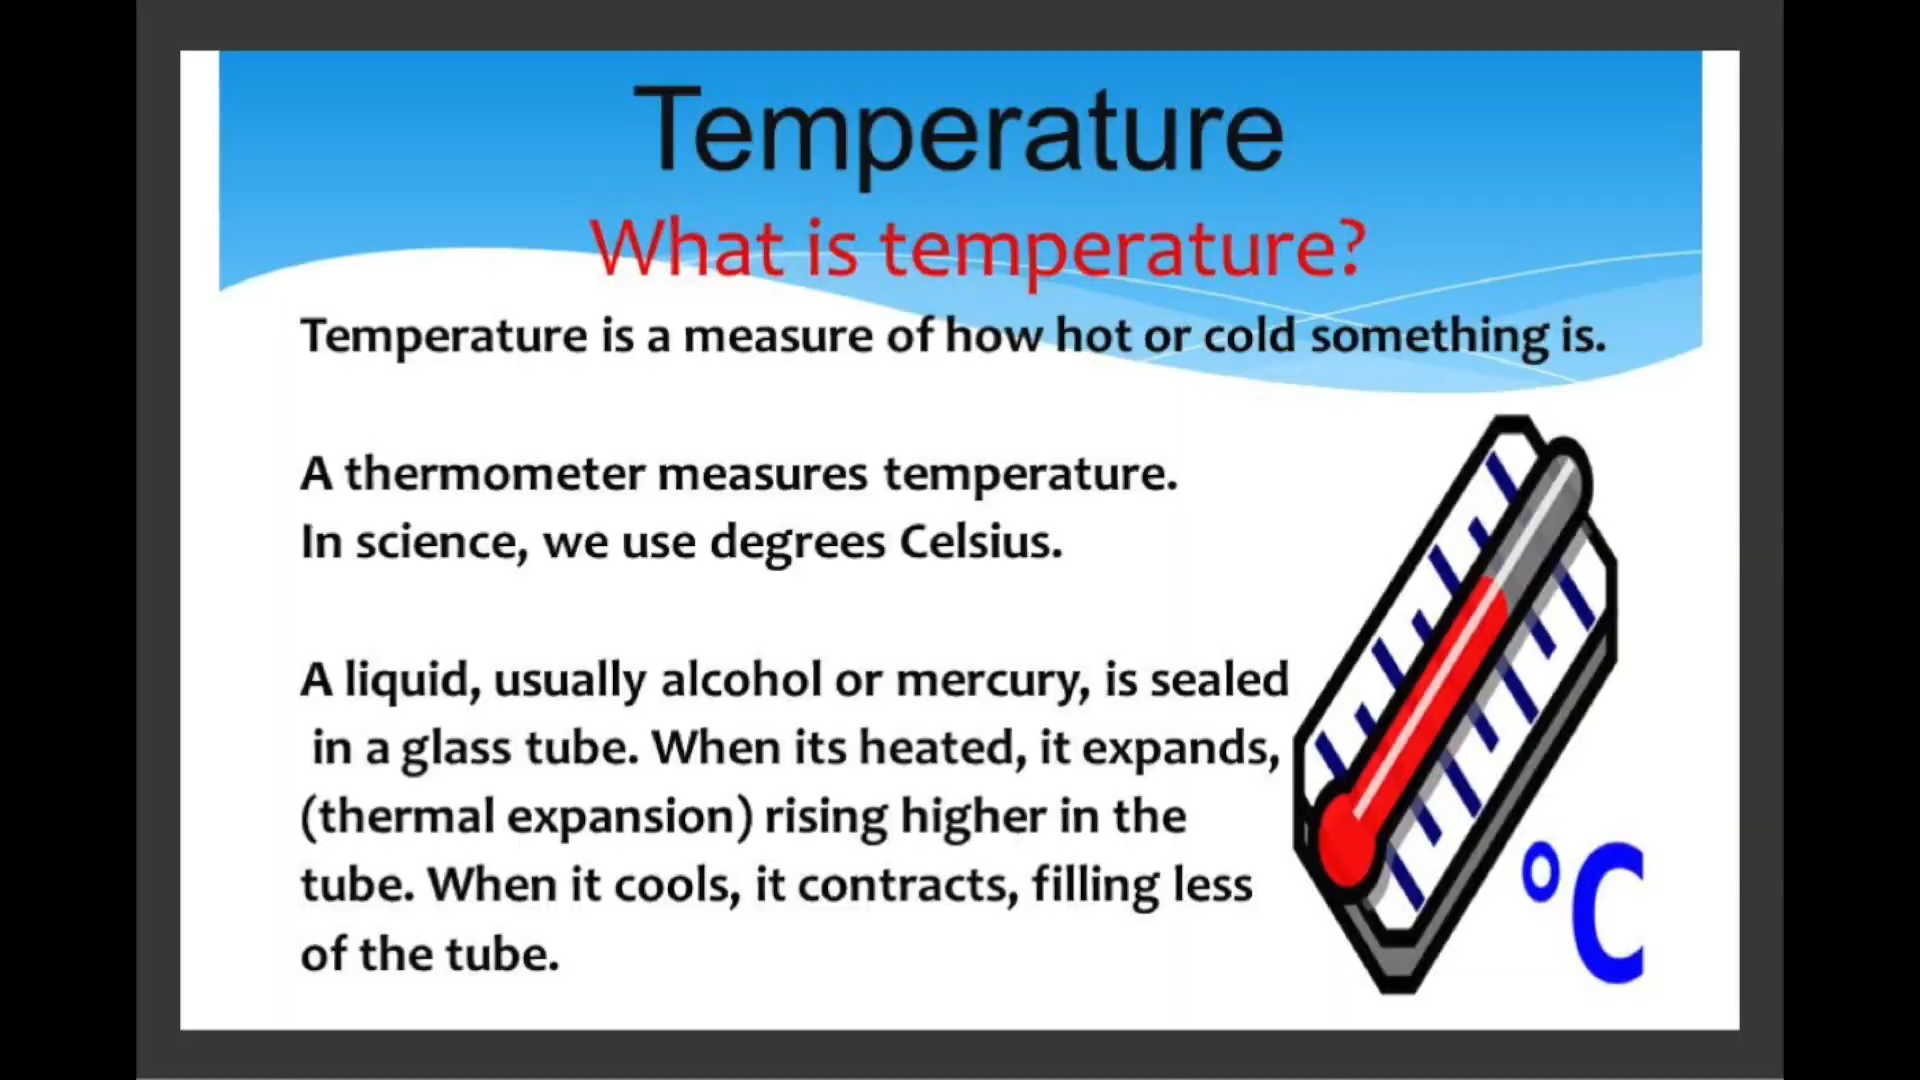 Temperature
What is temperature?
Temperature is a measure of how hot or cold something is.
A thermometer measures temperature.
In science, we use degrees Celsius.
A liquid, usually alcohol or mercury, is sealed
in a glass tube. When its heated, it expands,
(thermal expansion) rising higher in the
tube. When it cools, it contracts, filling less
of the tube.
°C